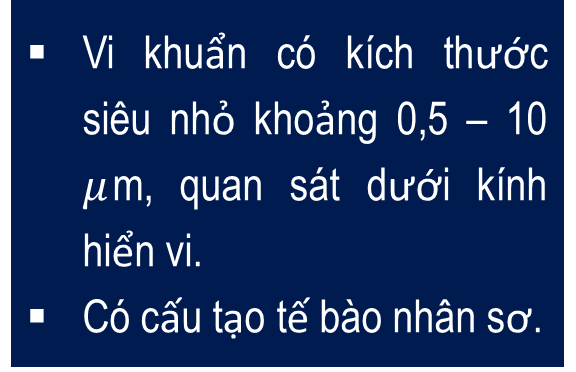 ▪ Vi khuẩn có kích thước
siêu nhỏ khoảng 0,5 – 10
μm, quan sát dưới kính
hiển vi.
▪ Có cấu tạo tế bào nhân sơ.